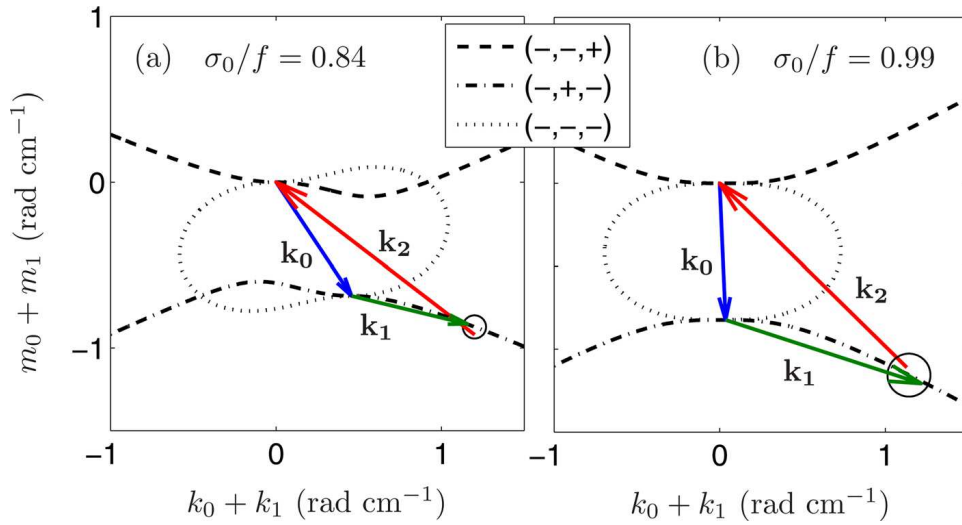 (a) σ₀/f = 0.84
(−,−,+)
(−,+,−)
(−,−,−)
(b) σ₀/f = 0.99
m₀ + m₁ (rad cm⁻¹)
1
0
−1
k₀
k₂
k₁
k₀
k₂
k₁
−1 0 1
−1 0 1
k₀ + k₁ (rad cm⁻¹)
k₀ + k₁ (rad cm⁻¹)